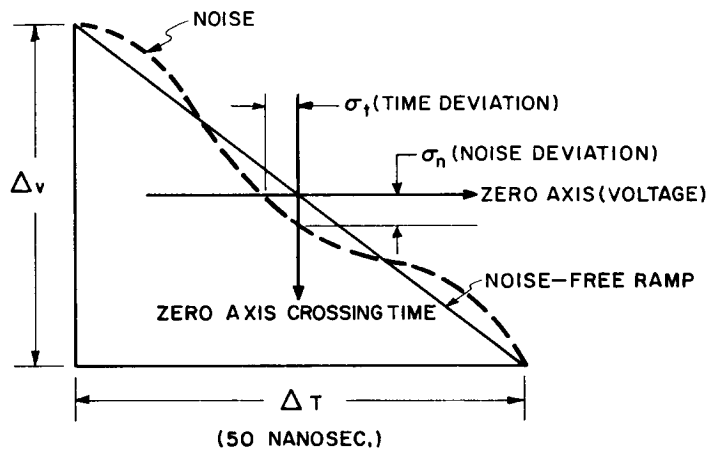 NOISE
σt (TIME DEVIATION)
σn (NOISE DEVIATION)
ΔV
ZERO AXIS (VOLTAGE)
NOISE-FREE RAMP
ZERO AXIS CROSSING TIME
ΔT
(50 NANOSEC.)